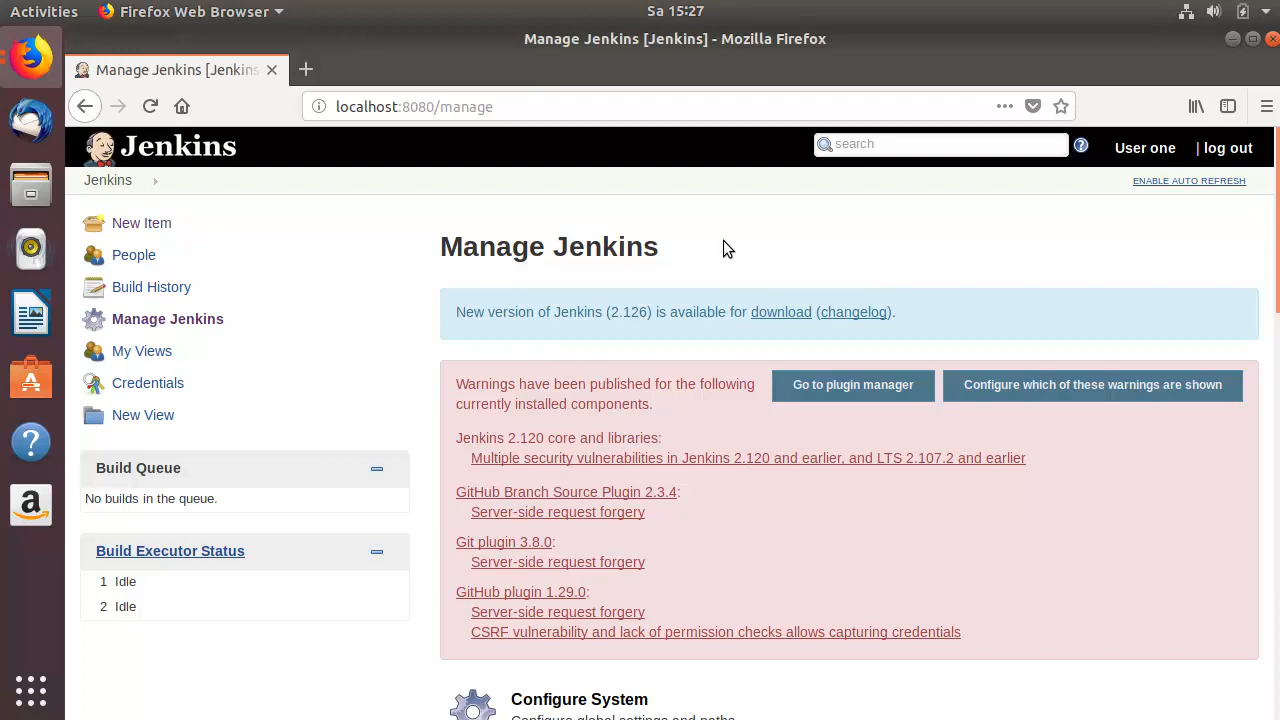 Activities Firefox Web Browser Sa 15:27
Manage Jenkins [Jenkins] - Mozilla Firefox
Manage Jenkins [Jenkins
localhost:8080/manage
Jenkins search User one | log out
Jenkins ENABLE AUTO REFRESH
New Item
People
Build History
Manage Jenkins
My Views
Credentials
New View
Build Queue
No builds in the queue.
Build Executor Status
1 Idle
2 Idle
Manage Jenkins
New version of Jenkins (2.126) is available for download (changelog).
Warnings have been published for the following
currently installed components.
Go to plugin manager Configure which of these warnings are shown
Jenkins 2.120 core and libraries:
Multiple security vulnerabilities in Jenkins 2.120 and earlier, and LTS 2.107.2 and earlier
GitHub Branch Source Plugin 2.3.4:
Server-side request forgery
Git plugin 3.8.0:
Server-side request forgery
GitHub plugin 1.29.0:
Server-side request forgery
CSRF vulnerability and lack of permission checks allows capturing credentials
Configure System
Configure global settings and paths.